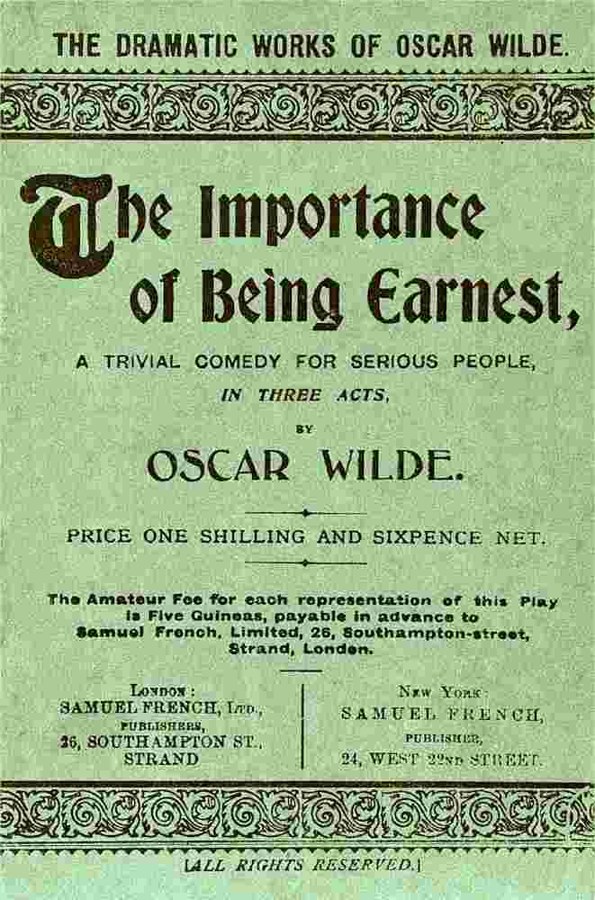 THE DRAMATIC WORKS OF OSCAR WILDE.
The Importance
of Being Earnest,
A TRIVIAL COMEDY FOR SERIOUS PEOPLE,
IN THREE ACTS,
BY
OSCAR WILDE.
PRICE ONE SHILLING AND SIXPENCE NET.
The Amateur Fee for each representation of this Play
is Five Guineas, payable in advance to
Samuel French, Limited, 26, Southampton-street,
Strand, London.
LONDON:
SAMUEL FRENCH, LTD.,
PUBLISHERS,
26, SOUTHAMPTON ST.,
STRAND
NEW YORK:
SAMUEL FRENCH,
PUBLISHER,
24, WEST 22ND STREET.
[ALL RIGHTS RESERVED.]